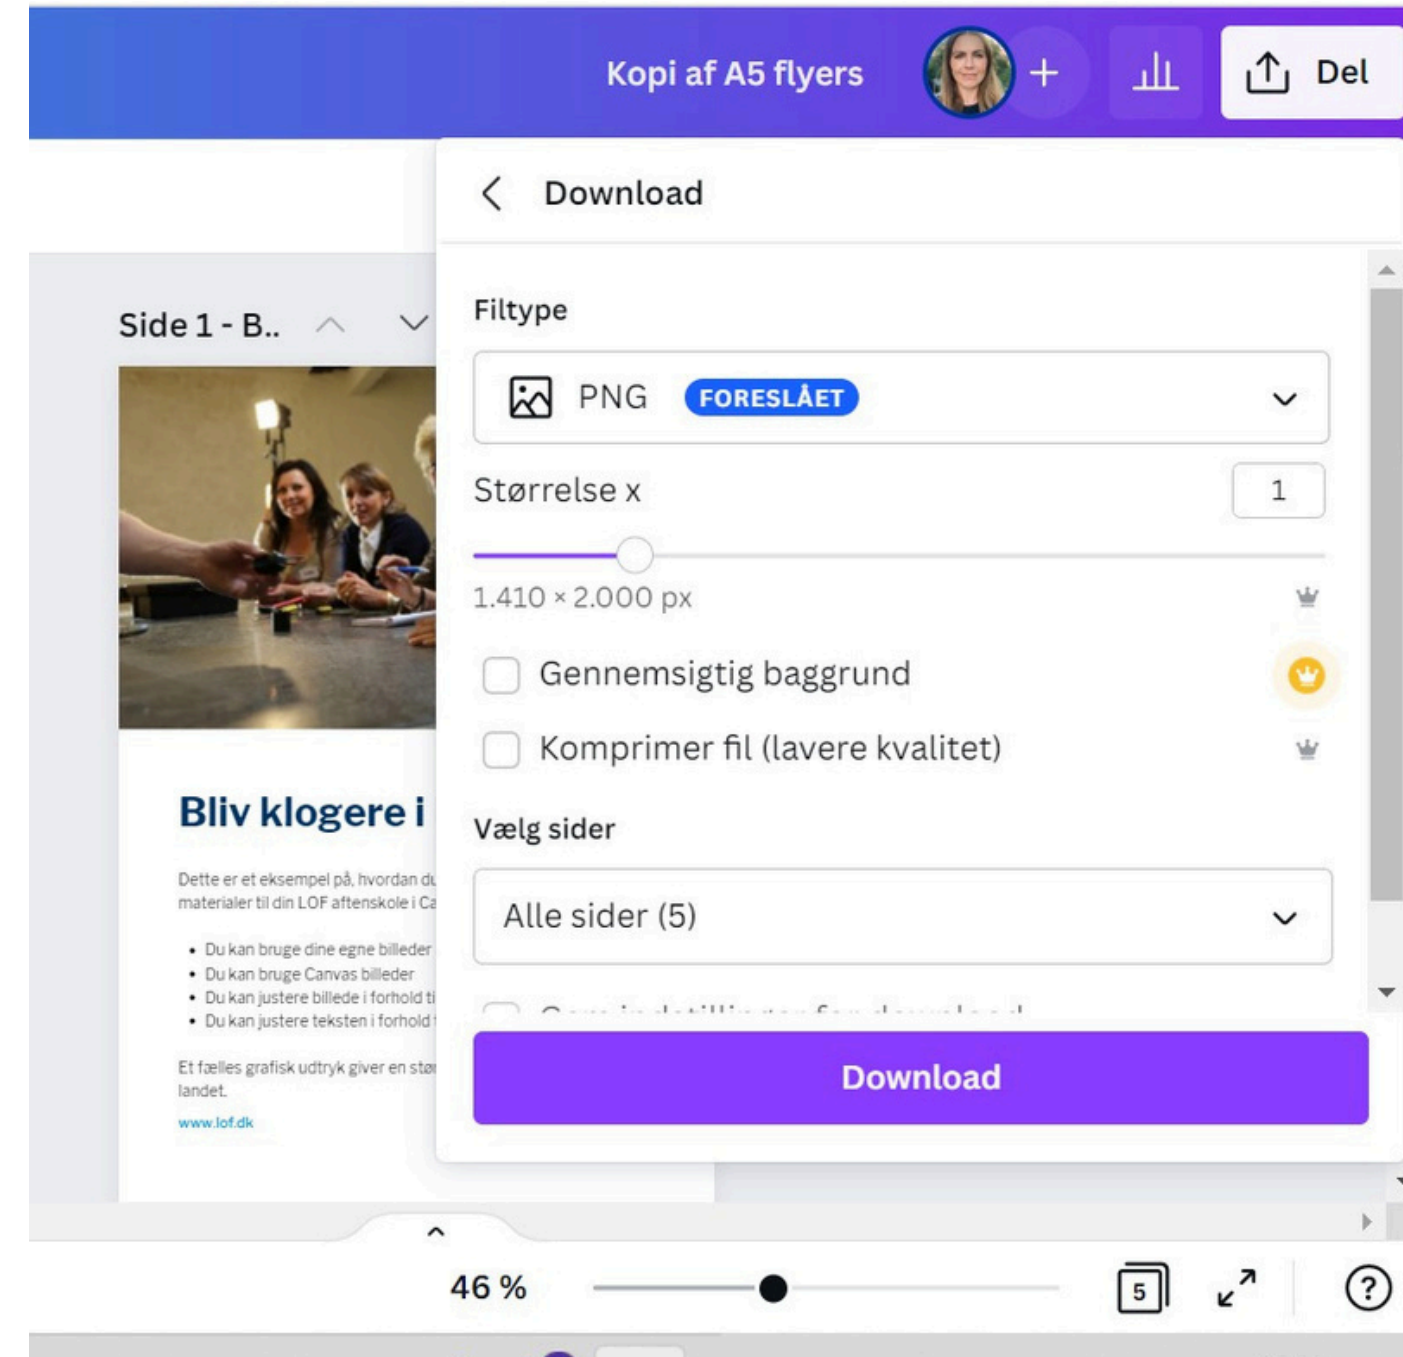 Kopi af A5 flyers
Del
Download
Side 1 - B..
Filtype
PNG FORESLÅET
Størrelse x 1
1.410 × 2.000 px
Gennemsigtig baggrund
Komprimer fil (lavere kvalitet)
Vælg sider
Alle sider (5)
Download
Bliv klogere i
Dette er et eksempel på, hvordan du
materialer til din LOF aftenskole i
• Du kan bruge dine egne billeder
• Du kan bruge Canvas billeder
• Du kan justere billede i forhold
• Du kan justere teksten i forhold
Et fælles grafisk udtryk giver en
landet.
www.lof.dk
46 %
5
?